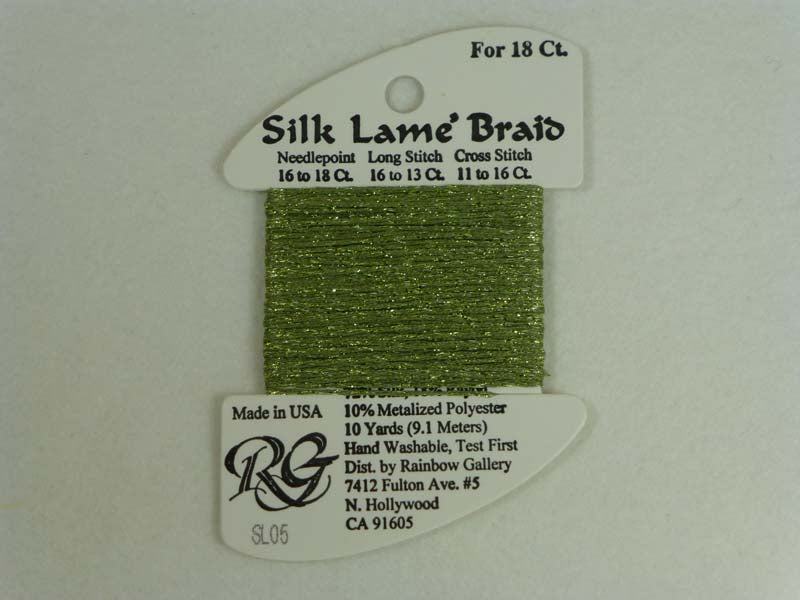 For 18 Ct.
Silk Lamé Braid
Needlepoint Long Stitch Cross Stitch
16 to 18 Ct. 16 to 13 Ct. 11 to 16 Ct.
Made in USA
10% Metalized Polyester
10 Yards (9.1 Meters)
Hand Washable, Test First
Dist. by Rainbow Gallery
7412 Fulton Ave. #5
N. Hollywood
CA 91605
RG
SL05